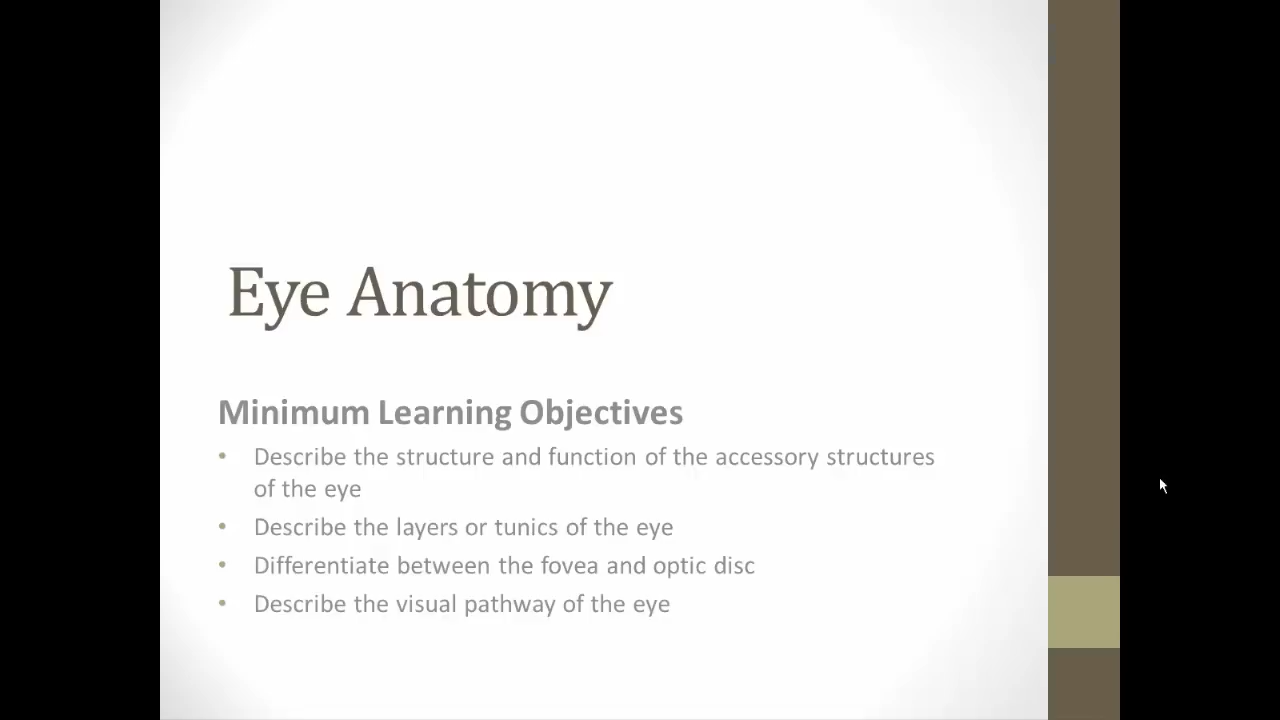 Eye Anatomy
Minimum Learning Objectives
• Describe the structure and function of the accessory structures
of the eye
• Describe the layers or tunics of the eye
• Differentiate between the fovea and optic disc
• Describe the visual pathway of the eye